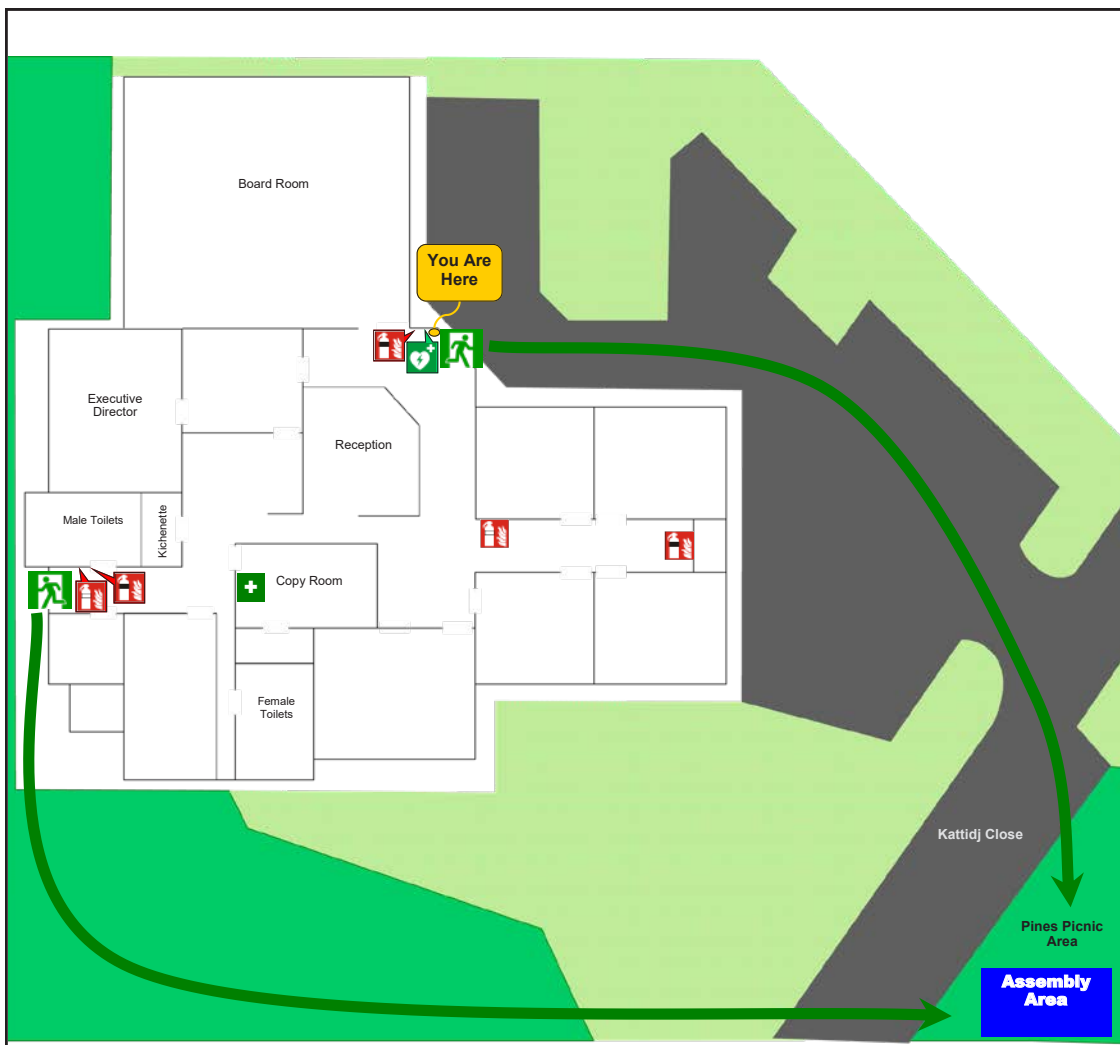 Board Room
You Are
Here
Executive
Director
Reception
Male Toilets
Kichenette
Copy Room
Female
Toilets
Kattidj Close
Pines Picnic
Area
Assembly
Area